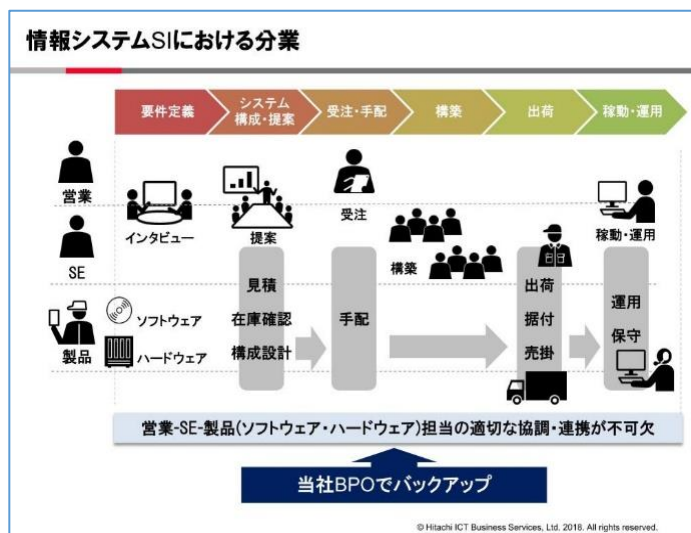 情報システムSIにおける分業
要件定義
システム
構成・提案
受注・手配
構築
出荷
稼動・運用
営業
インタビュー
提案
受注
稼動・運用
SE
構築
見積
在庫確認
構成設計
手配
出荷
据付
売掛
運用
保守
製品
ソフトウェア
ハードウェア
営業-SE-製品(ソフトウェア・ハードウェア)担当の適切な協調・連携が不可欠
当社BPOでバックアップ
© Hitachi ICT Business Services, Ltd. 2018. All rights reserved.